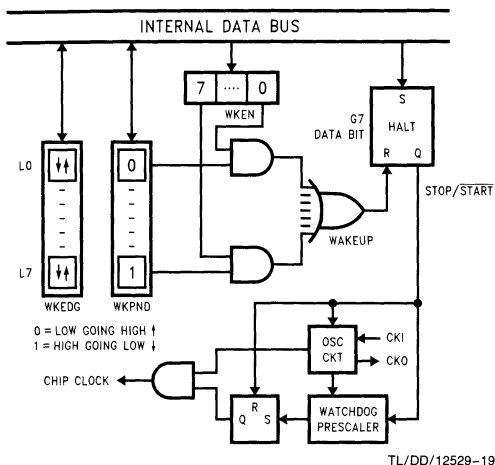 INTERNAL DATA BUS
7 .... 0
WKEN
G7
DATA BIT
S
HALT
R Q
L0
0
L7
1
WKEDG
WKPND
WAKEUP
STOP/START
0 = LOW GOING HIGH ↑
1 = HIGH GOING LOW ↓
OSC
CKT
CKI
CKO
CHIP CLOCK
R
Q S
WATCHDOG
PRESCALER
TL/DD/12529-19